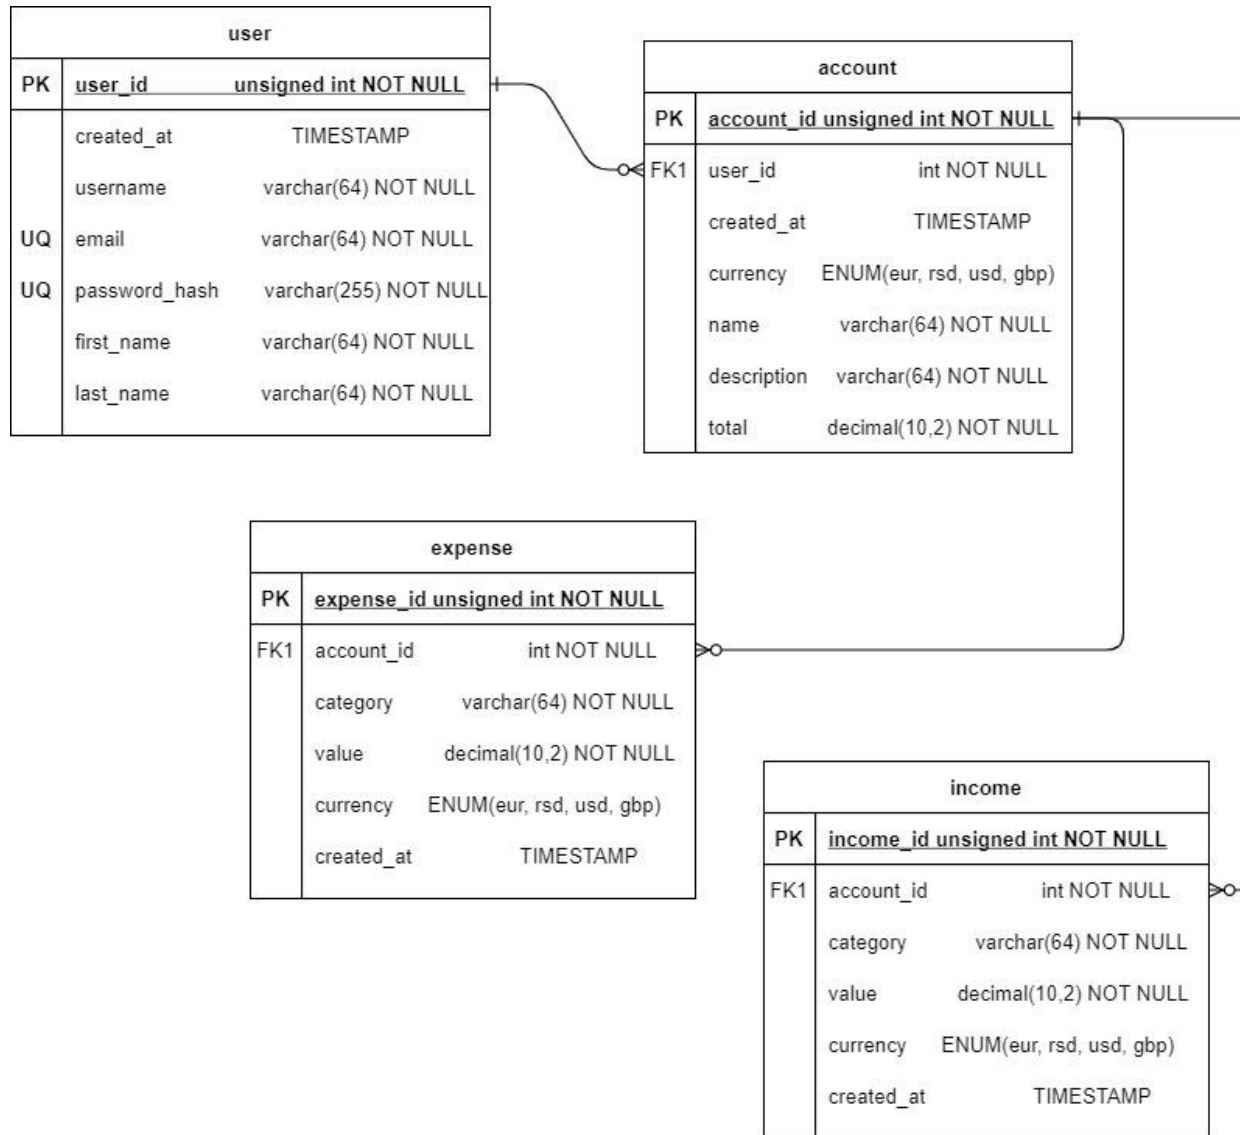 user
PK user_id unsigned int NOT NULL
created_at TIMESTAMP
username varchar(64) NOT NULL
UQ email varchar(64) NOT NULL
UQ password_hash varchar(255) NOT NULL
first_name varchar(64) NOT NULL
last_name varchar(64) NOT NULL
account
PK account_id unsigned int NOT NULL
FK1 user_id int NOT NULL
created_at TIMESTAMP
currency ENUM(eur, rsd, usd, gbp)
name varchar(64) NOT NULL
description varchar(64) NOT NULL
total decimal(10,2) NOT NULL
expense
PK expense_id unsigned int NOT NULL
FK1 account_id int NOT NULL
category varchar(64) NOT NULL
value decimal(10,2) NOT NULL
currency ENUM(eur, rsd, usd, gbp)
created_at TIMESTAMP
income
PK income_id unsigned int NOT NULL
FK1 account_id int NOT NULL
category varchar(64) NOT NULL
value decimal(10,2) NOT NULL
currency ENUM(eur, rsd, usd, gbp)
created_at TIMESTAMP